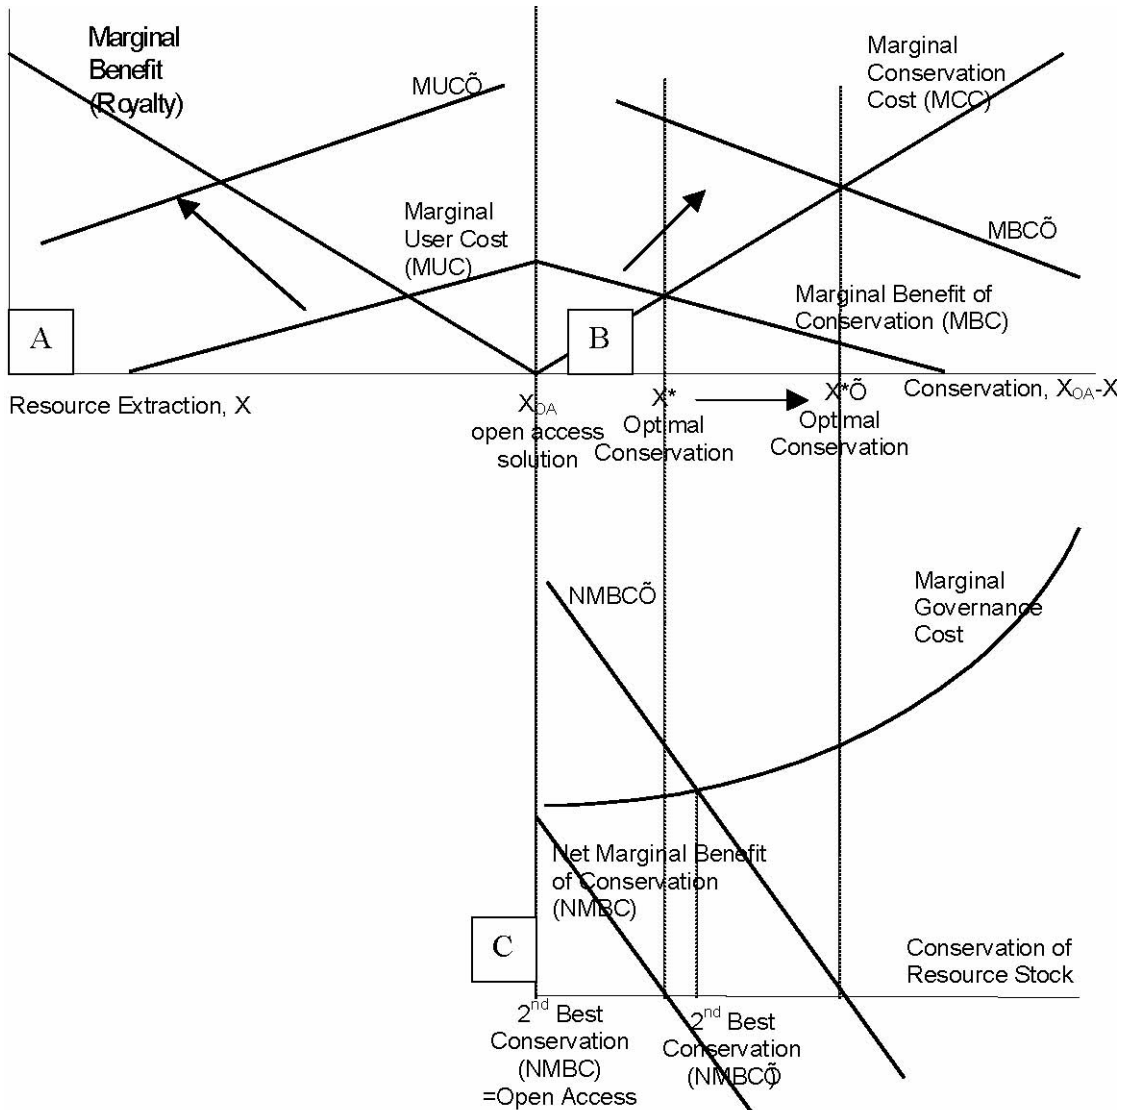 Marginal
Benefit
(Royalty)
MUCÕ
Marginal
User Cost
(MUC)
A
Resource Extraction, X
Marginal
Conservation
Cost (MCC)
MBCÕ
Marginal Benefit of
Conservation (MBC)
B
X_OA
open access
solution
X*
Optimal
Conservation
X*Õ
Optimal
Conservation
Conservation, X_OA-X
NMBCÕ
Marginal
Governance
Cost
Net Marginal Benefit
of Conservation
(NMBC)
C
Conservation of
Resource Stock
2nd Best
Conservation
(NMBC)
=Open Access
2nd Best
Conservation
(NMBCÕ)